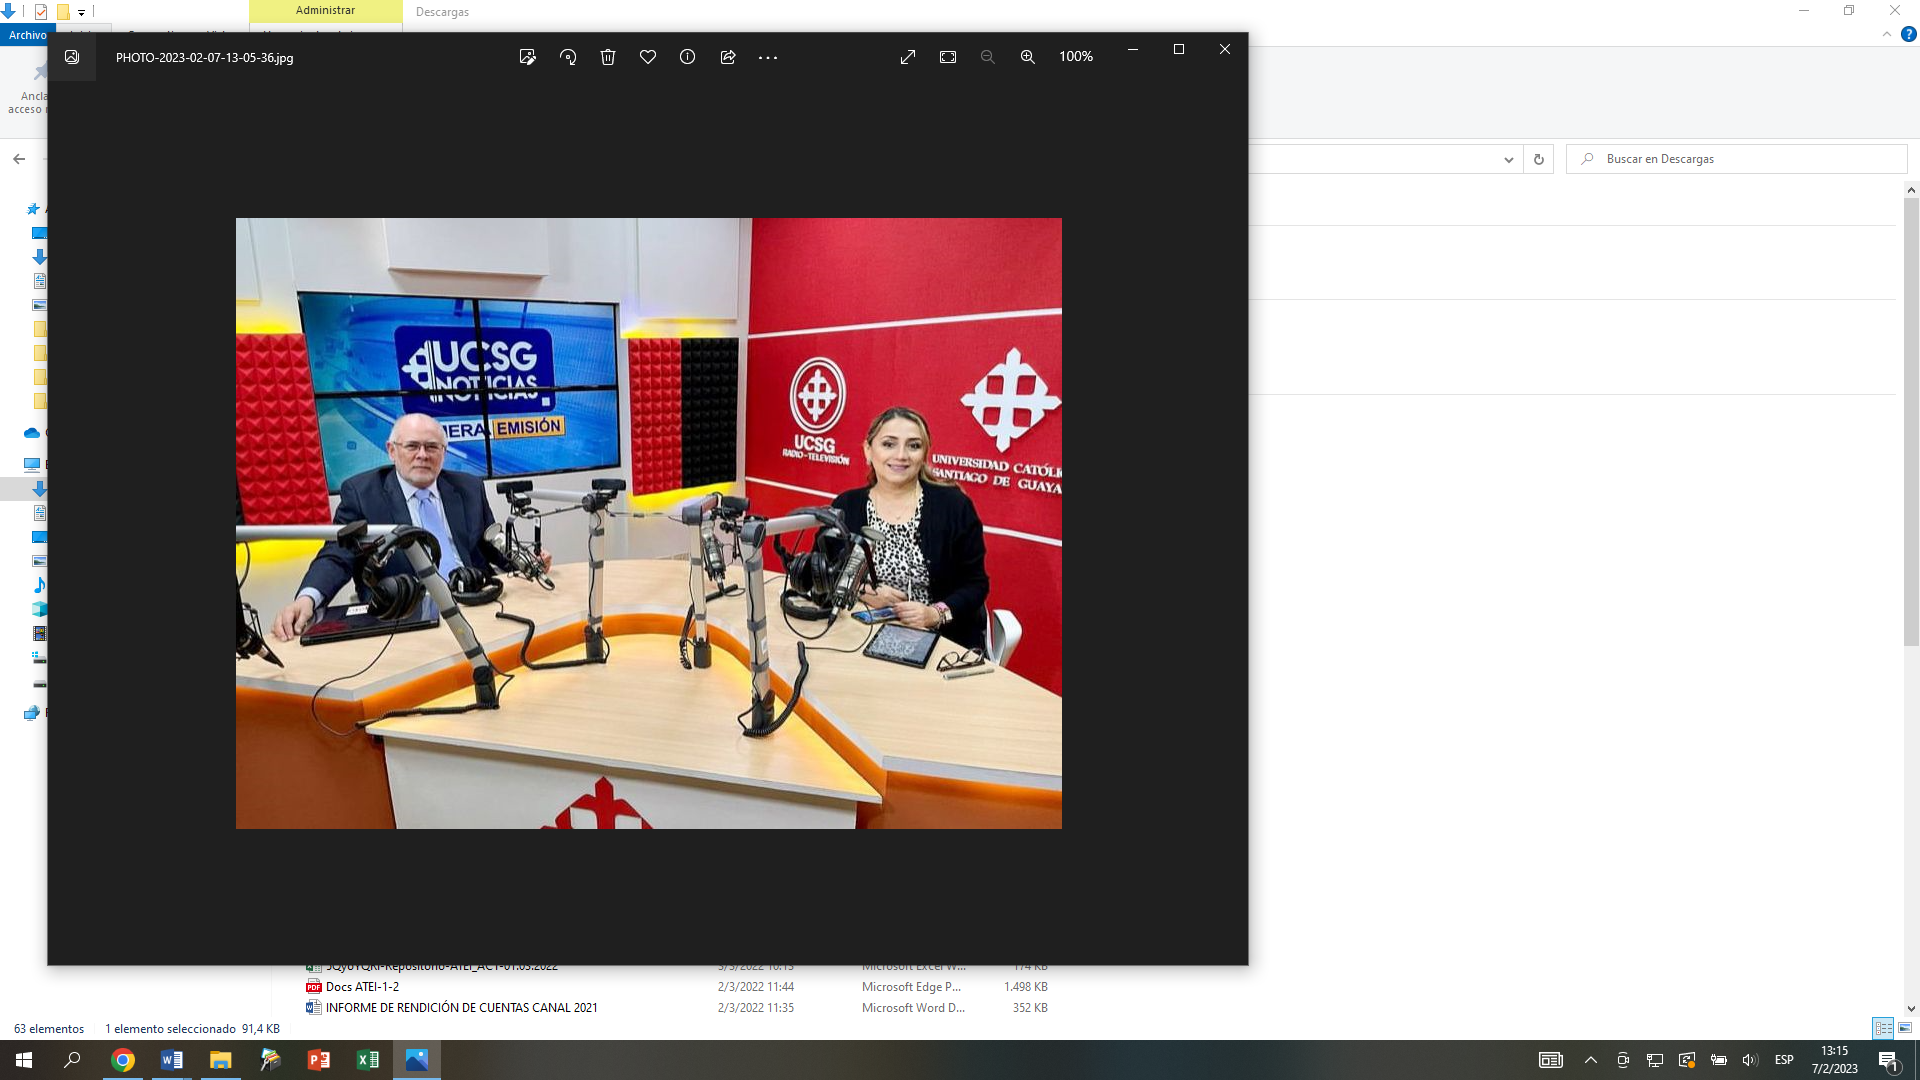 Administrar
Descargas
Archivo
PHOTO-2023-02-07-13-05-36.jpg
100%
acceso
Buscar en Descargas
UCSG
NOTICIAS
EMISIÓN
UCSG
RADIO-TELEVISIÓN
UNIVERSIDAD CATÓLI
SANTIAGO DE GUAYA
Docs ATEI-1-2 2/3/2022 11:44 Microsoft Edge P... 1.498 KB
INFORME DE RENDICIÓN DE CUENTAS CANAL 2021 2/3/2022 11:35 Microsoft Word D... 352 KB
63 elementos 1 elemento seleccionado 91,4 KB
ESP
13:15
7/2/2023
1